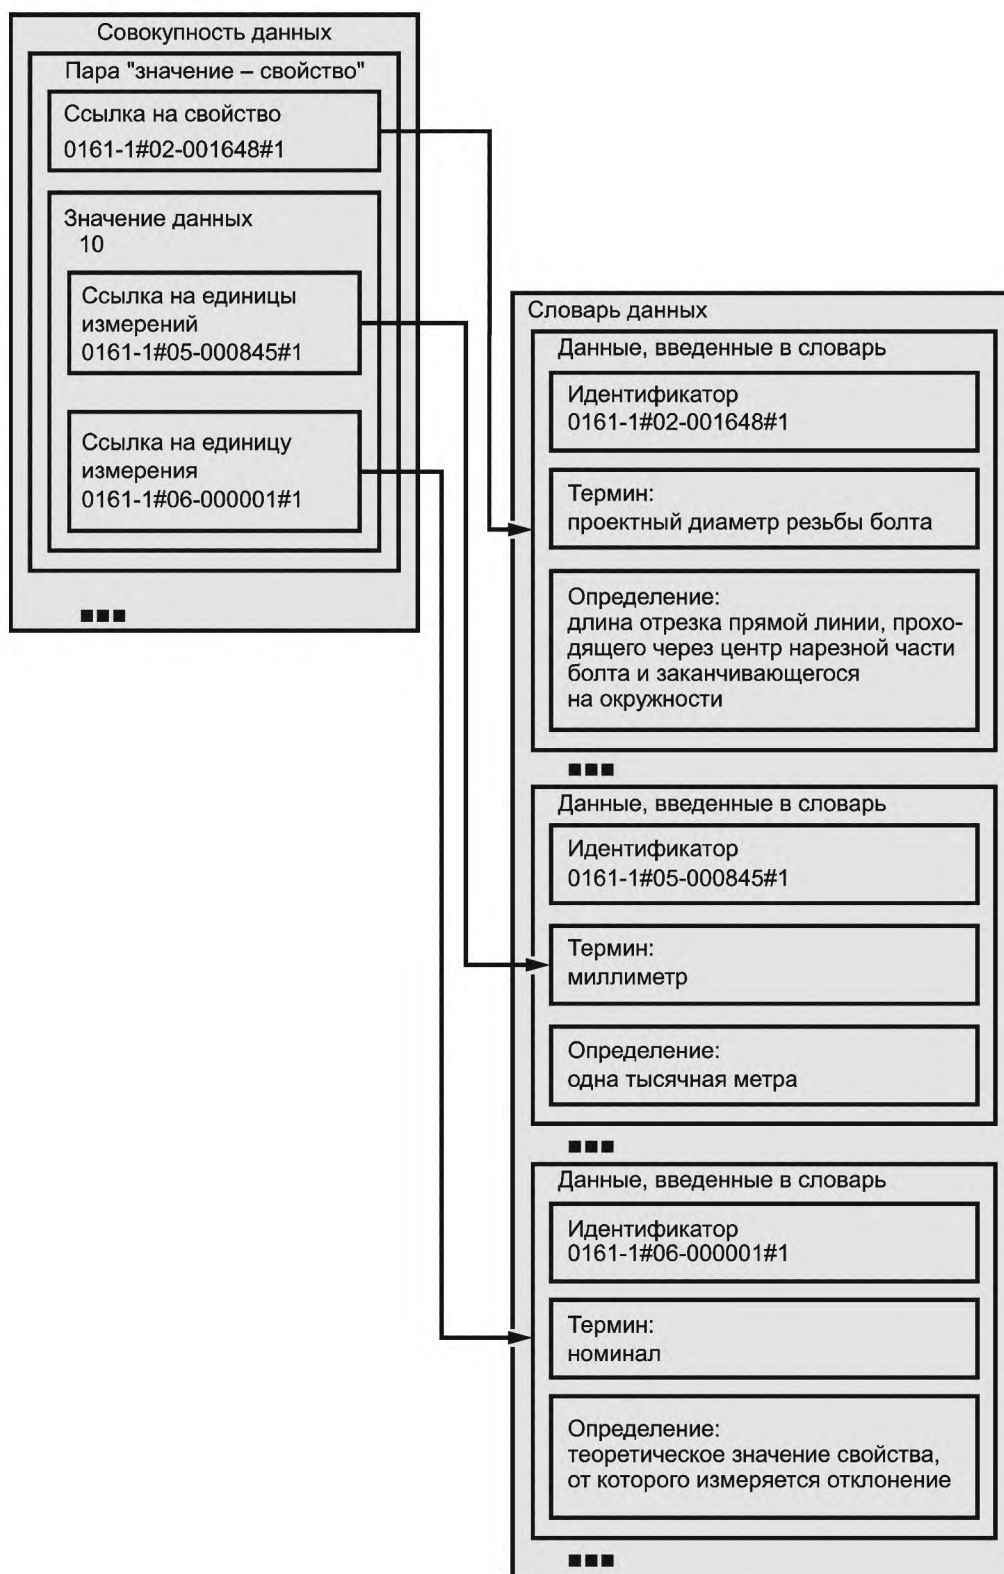 Совокупность данных
Пара "значение – свойство"
Ссылка на свойство
0161-1#02-001648#1
Значение данных
10
Ссылка на единицы
измерений
0161-1#05-000845#1
Ссылка на единицу
измерения
0161-1#06-000001#1
Словарь данных
Данные, введенные в словарь
Идентификатор
0161-1#02-001648#1
Термин:
проектный диаметр резьбы болта
Определение:
длина отрезка прямой линии, прохо-
дящего через центр нарезной части
болта и заканчивающегося
на окружности
Данные, введенные в словарь
Идентификатор
0161-1#05-000845#1
Термин:
миллиметр
Определение:
одна тысячная метра
Данные, введенные в словарь
Идентификатор
0161-1#06-000001#1
Термин:
номинал
Определение:
теоретическое значение свойства,
от которого измеряется отклонение